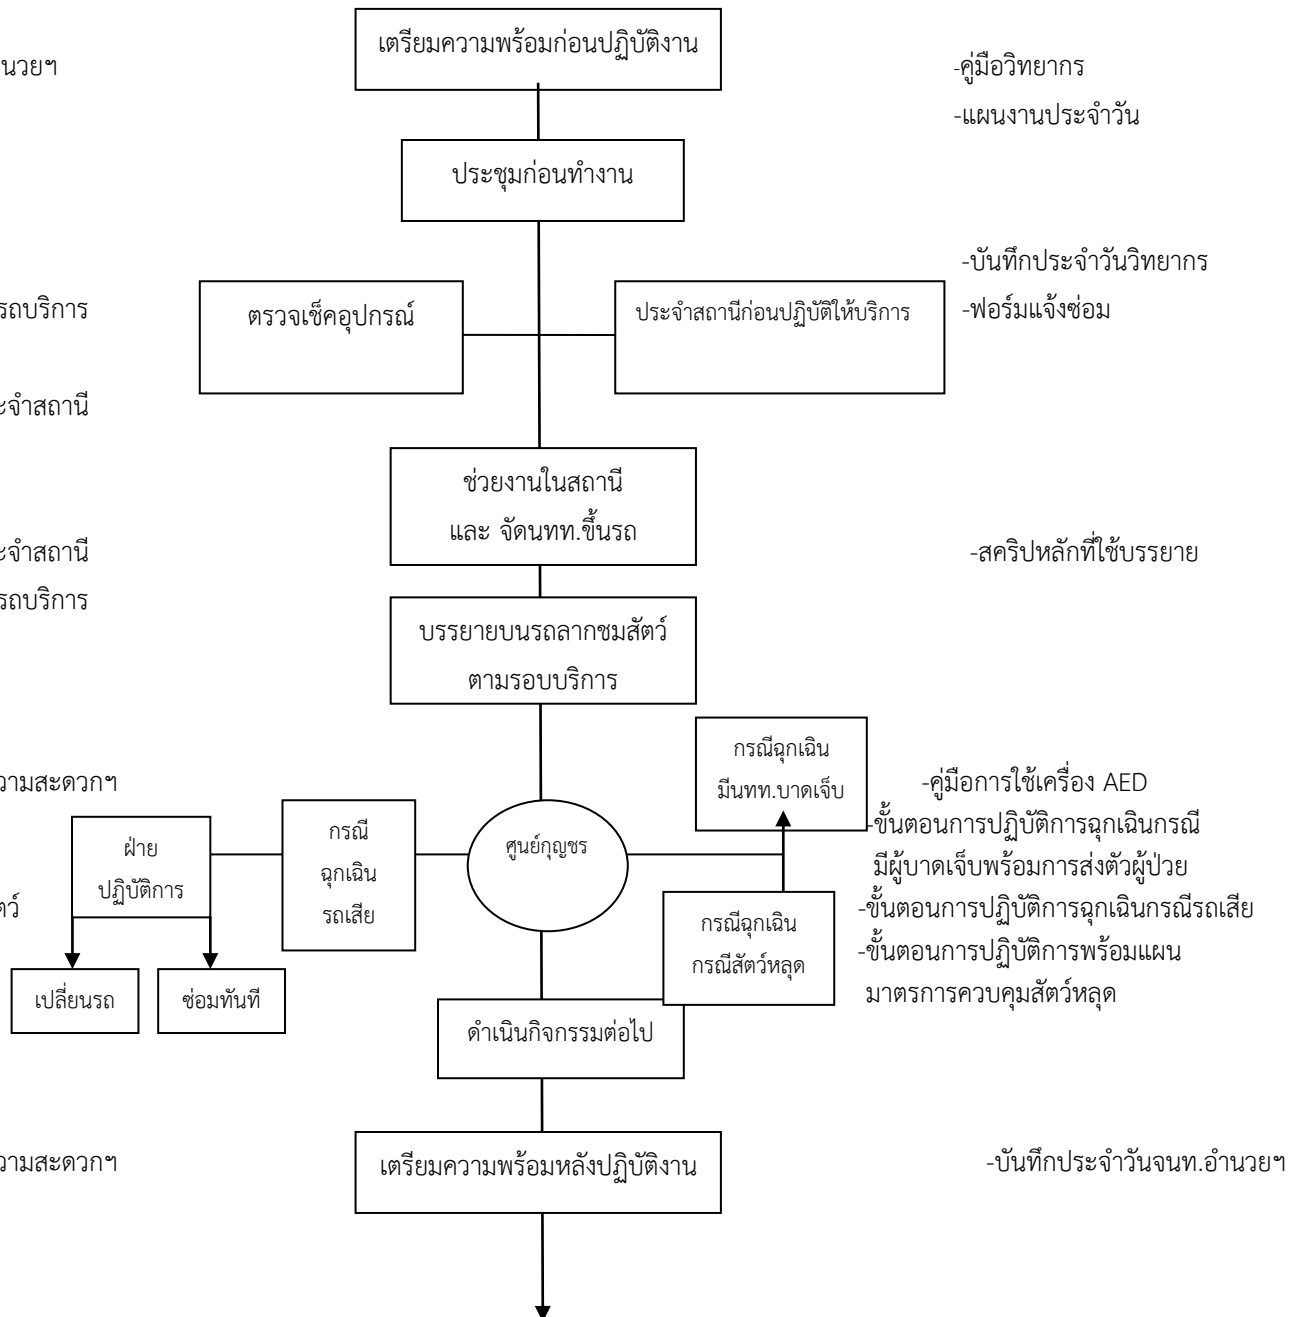 เตรียมความพร้อมก่อนปฏิบัติงาน
นวยฯ
-คู่มือวิทยากร
-แผนงานประจำวัน
ประชุมก่อนทำงาน
-บันทึกประจำวันวิทยากร
รถบริการ
ตรวจเช็คอุปกรณ์
ประจำสถานีก่อนปฏิบัติให้บริการ
-ฟอร์มแจ้งซ่อม
ะจำสถานี
ช่วยงานในสถานี
และ จัดนทท.ขึ้นรถ
ะจำสถานี
-สคริปหลักที่ใช้บรรยาย
รถบริการ
บรรยายบนรถลากชมสัตว์
ตามรอบบริการ
กรณีฉุกเฉิน
มีนทท.บาดเจ็บ
วามสะดวกฯ
-คู่มือการใช้เครื่อง AED
-ขั้นตอนการปฏิบัติการฉุกเฉินกรณี
มีผู้บาดเจ็บพร้อมการส่งตัวผู้ป่วย
ฝ่าย
ปฏิบัติการ
กรณี
ฉุกเฉิน
รถเสีย
ศูนย์กุญชร
ตว์
กรณีฉุกเฉิน
กรณีสัตว์หลุด
-ขั้นตอนการปฏิบัติการฉุกเฉินกรณีรถเสีย
-ขั้นตอนการปฏิบัติการพร้อมแผน
มาตรการควบคุมสัตว์หลุด
เปลี่ยนรถ
ซ่อมทันที
ดำเนินกิจกรรมต่อไป
วามสะดวกฯ
เตรียมความพร้อมหลังปฏิบัติงาน
-บันทึกประจำวันจนท.อำนวยฯ